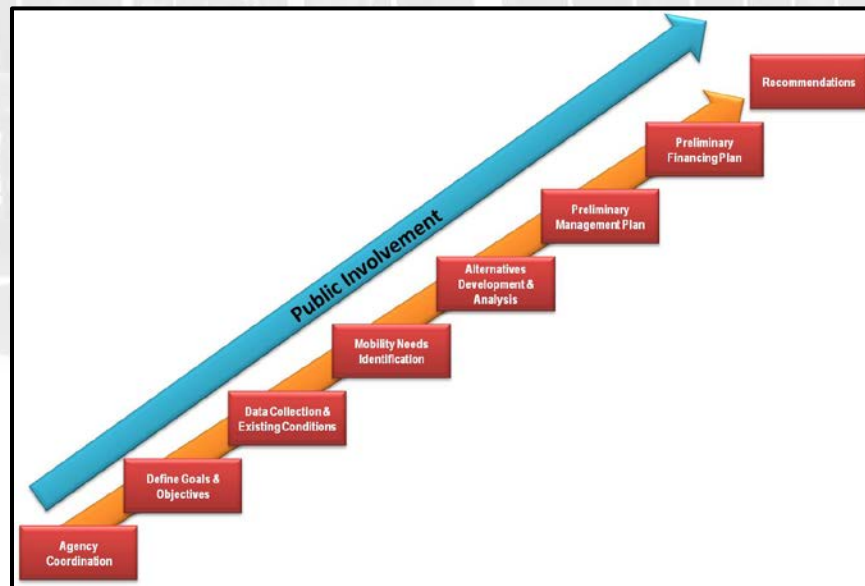 Recommendations
Preliminary
Financing Plan
Preliminary
Management Plan
Public Involvement
Alternatives
Development &
Analysis
Mobility Needs
Identification
Data Collection &
Existing Conditions
Define Goals &
Objectives
Agency
Coordination